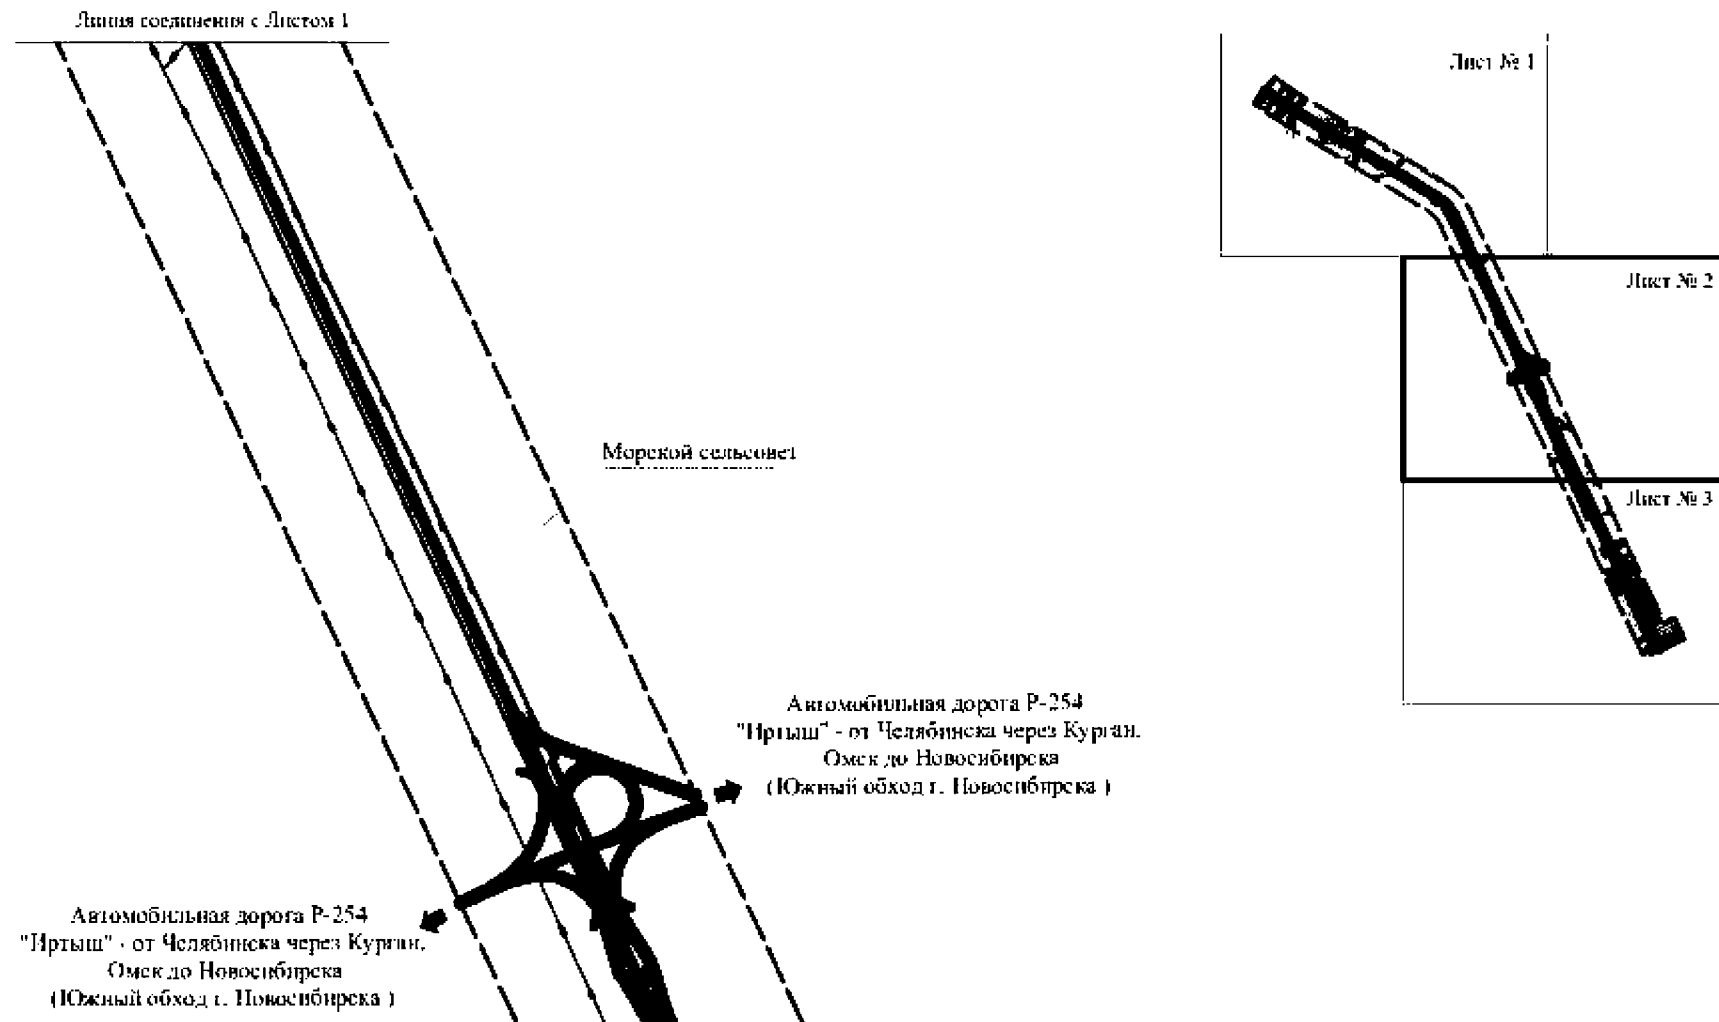 Линия соединения с Листом 1
Лист № 1
Лист № 2
Морской сельсовет
Лист № 3
Автомобильная дорога Р-254
"Иртыш" - от Челябинска через Курган,
Омск до Новосибирска
(Южный обход г. Новосибирска )
Автомобильная дорога Р-254
"Иртыш" - от Челябинска через Курган,
Омск до Новосибирска
(Южный обход г. Новосибирска )